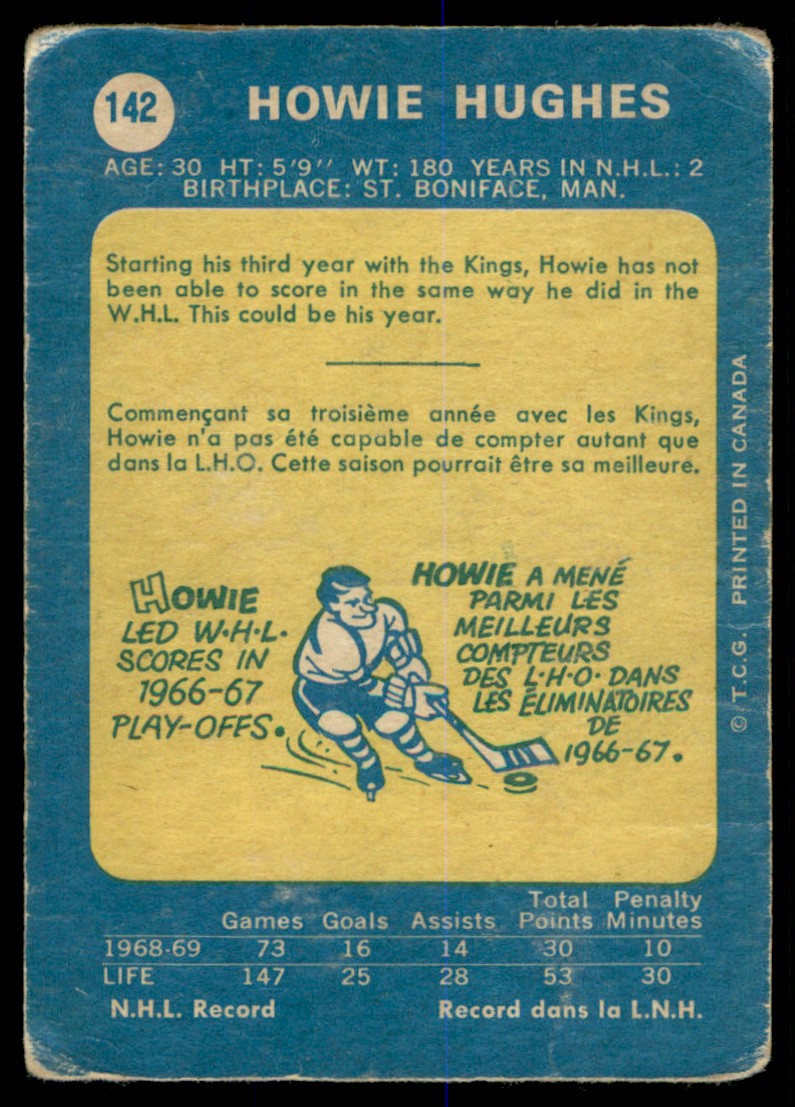 142
HOWIE HUGHES
AGE: 30 HT: 5'9" WT: 180 YEARS IN N.H.L.: 2
BIRTHPLACE: ST. BONIFACE, MAN.
Starting his third year with the Kings, Howie has not
been able to score in the same way he did in the
W.H.L. This could be his year.
Commençant sa troisième année avec les Kings,
Howie n'a pas été capable de compter autant que
dans la L.H.O. Cette saison pourrait être sa meilleure.
HOWIE
LED W.H.L.
SCORES IN
1966-67
PLAY-OFFS.
HOWIE A MENÉ
PARMI LES
MEILLEURS
COMPTEURS
DES L.H.O. DANS
LES ÉLIMINATOIRES
DE
1966-67.
© T.C.G. PRINTED IN CANADA
Total Penalty
Games Goals Assists Points Minutes
1968-69 73 16 14 30 10
LIFE 147 25 28 53 30
N.H.L. Record Record dans la L.N.H.